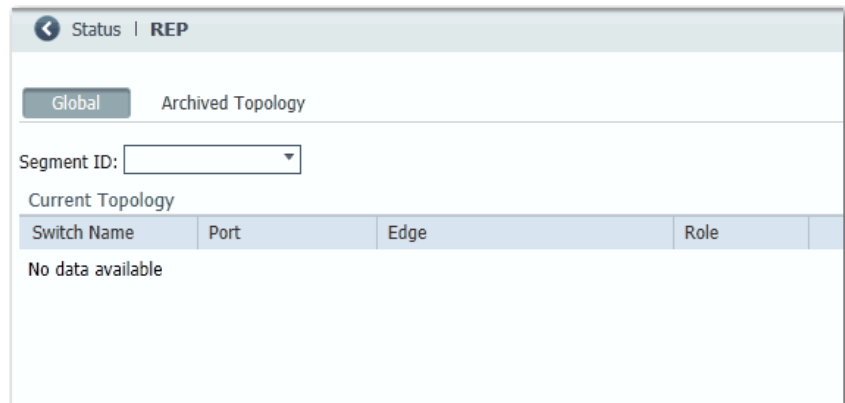 Status | REP
Global Archived Topology
Segment ID:
Current Topology
Switch Name Port Edge Role
No data available